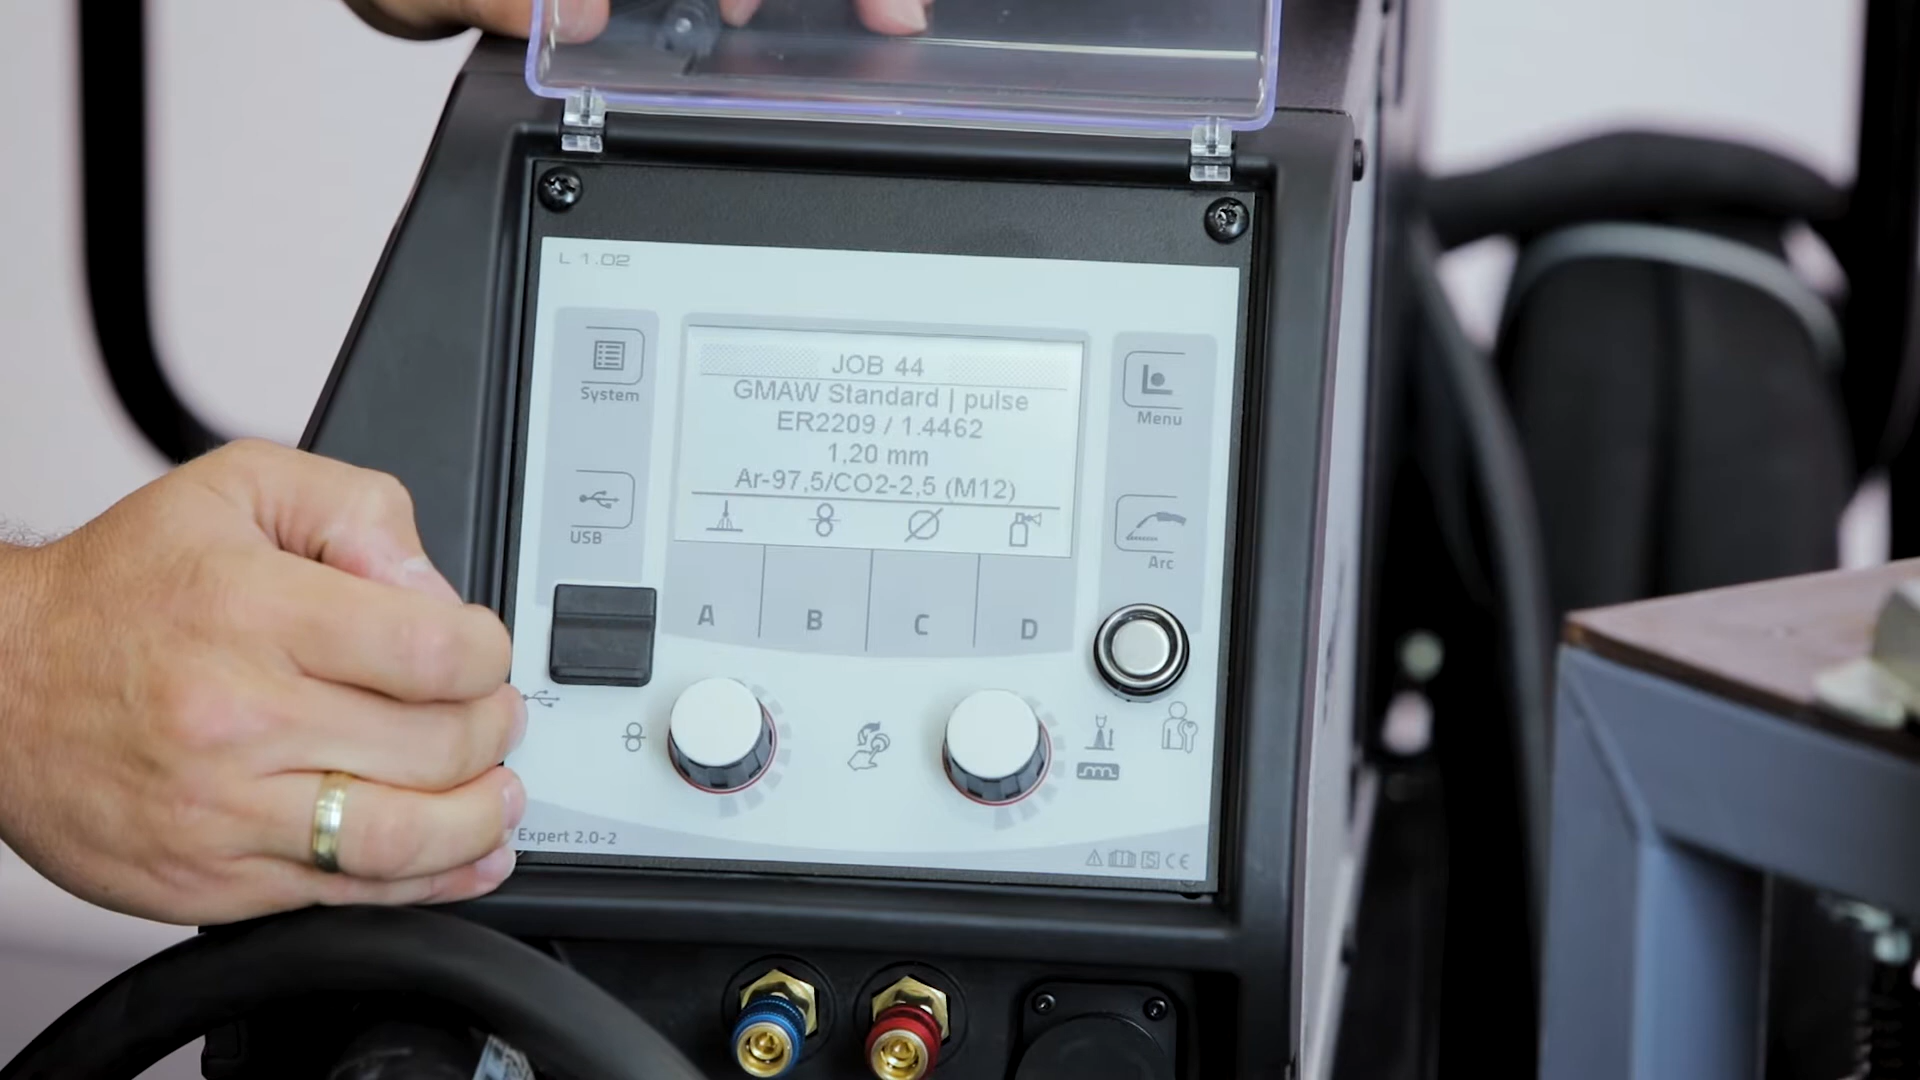 L 1.02
System
JOB 44
GMAW Standard | pulse
ER2209 / 1.4462
1,20 mm
Ar-97,5/CO2-2,5 (M12)
Menu
USB
Arc
A
B
C
D
Expert 2.0-2
S CE